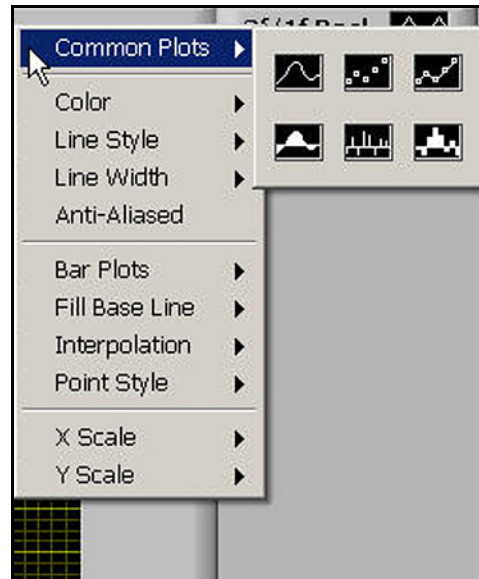 Common Plots
Color
Line Style
Line Width
Anti-Aliased
Bar Plots
Fill Base Line
Interpolation
Point Style
X Scale
Y Scale